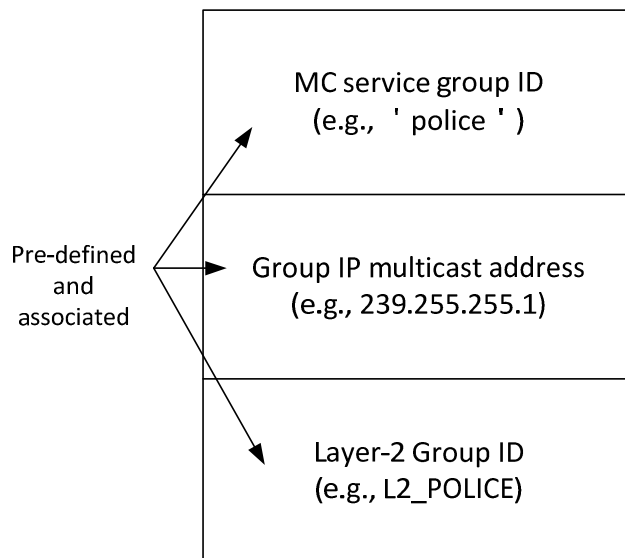 MC service group ID
(e.g., ' police ' )
Pre-defined
and
associated
Group IP multicast address
(e.g., 239.255.255.1)
Layer-2 Group ID
(e.g., L2_POLICE)